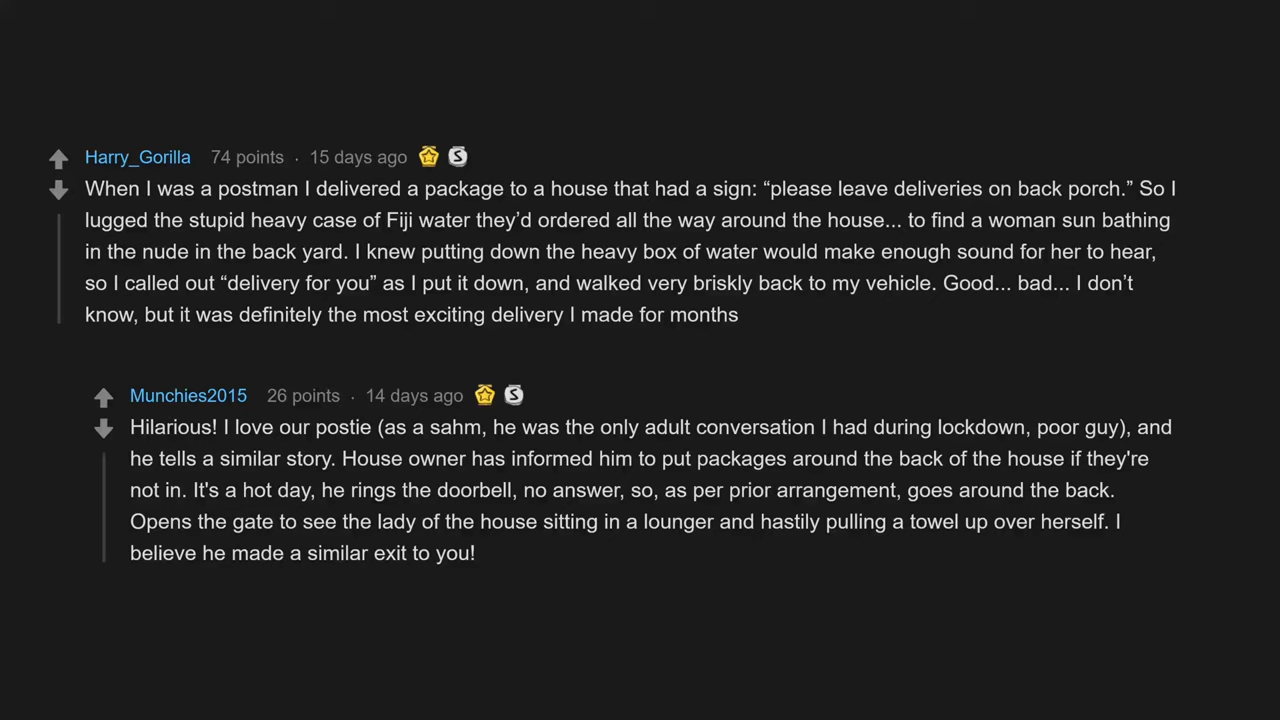 Harry_Gorilla 74 points · 15 days ago
When I was a postman I delivered a package to a house that had a sign: “please leave deliveries on back porch.” So I
lugged the stupid heavy case of Fiji water they’d ordered all the way around the house... to find a woman sun bathing
in the nude in the back yard. I knew putting down the heavy box of water would make enough sound for her to hear,
so I called out “delivery for you” as I put it down, and walked very briskly back to my vehicle. Good... bad... I don’t
know, but it was definitely the most exciting delivery I made for months
Munchies2015 26 points · 14 days ago
Hilarious! I love our postie (as a sahm, he was the only adult conversation I had during lockdown, poor guy), and
he tells a similar story. House owner has informed him to put packages around the back of the house if they're
not in. It's a hot day, he rings the doorbell, no answer, so, as per prior arrangement, goes around the back.
Opens the gate to see the lady of the house sitting in a lounger and hastily pulling a towel up over herself. I
believe he made a similar exit to you!